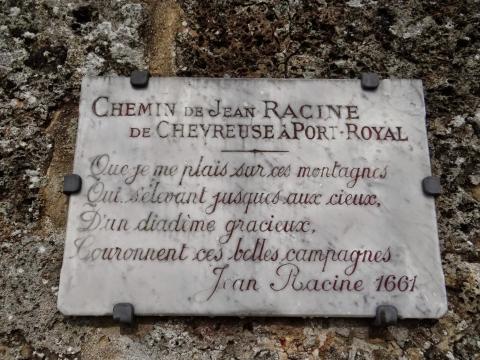 CHEMIN DE JEAN RACINE
DE CHEVREUSE À PORT-ROYAL
Que je me plais sur ces montagnes
Qui s'élevant jusques aux cieux,
D'un diadème gracieux,
Couronnent ces belles campagnes
Jean Racine 1661